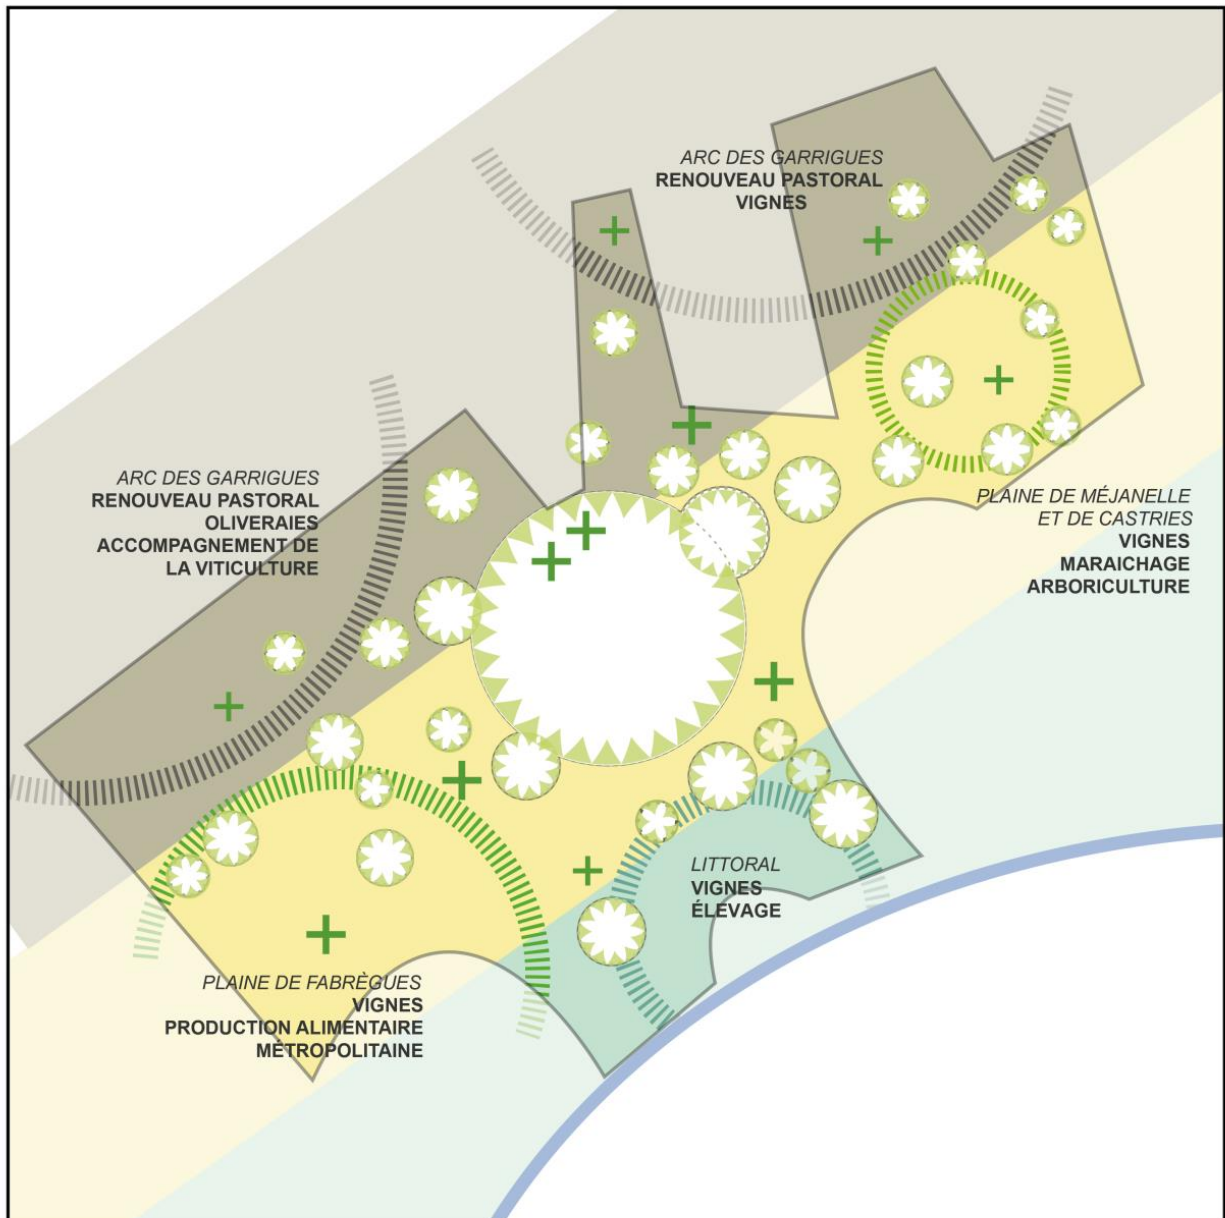 ARC DES GARRIGUES
RENOUVEAU PASTORAL
VIGNES
ARC DES GARRIGUES
RENOUVEAU PASTORAL
OLIVERAIES
ACCOMPAGNEMENT DE
LA VITICULTURE
PLAINE DE MÉJANELLE
ET DE CASTRIES
VIGNES
MARAICHAGE
ARBORICULTURE
LITTORAL
VIGNES
ÉLEVAGE
PLAINE DE FABRÈGUES
VIGNES
PRODUCTION ALIMENTAIRE
MÉTROPOLITAINE